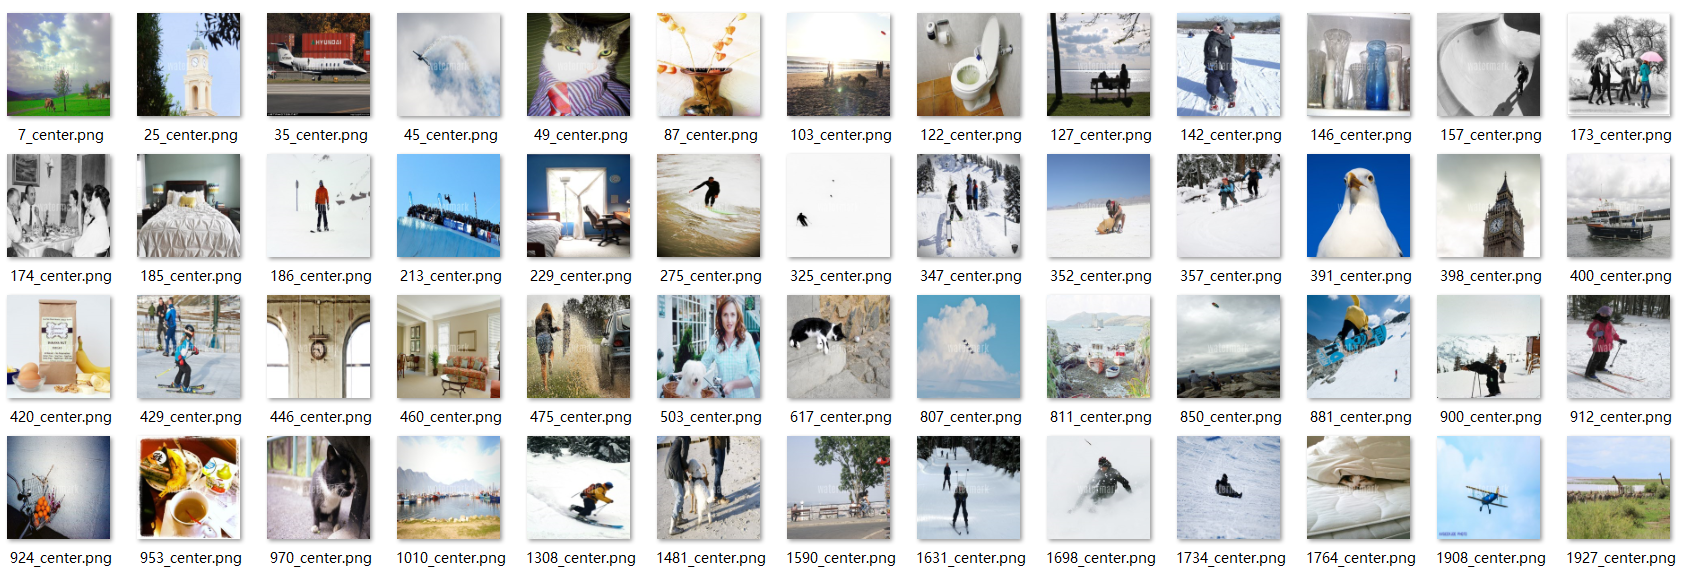 HYUNDAI
7_center.png 25_center.png 35_center.png 45_center.png 49_center.png 87_center.png 103_center.png 122_center.png 127_center.png 142_center.png 146_center.png 157_center.png 173_center.png
174_center.png 185_center.png 186_center.png 213_center.png 229_center.png 275_center.png 325_center.png 347_center.png 352_center.png 357_center.png 391_center.png 398_center.png 400_center.png
420_center.png 429_center.png 446_center.png 460_center.png 475_center.png 503_center.png 617_center.png 807_center.png 811_center.png 850_center.png 881_center.png 900_center.png 912_center.png
924_center.png 953_center.png 970_center.png 1010_center.png 1308_center.png 1481_center.png 1590_center.png 1631_center.png 1698_center.png 1734_center.png 1764_center.png 1908_center.png 1927_center.png